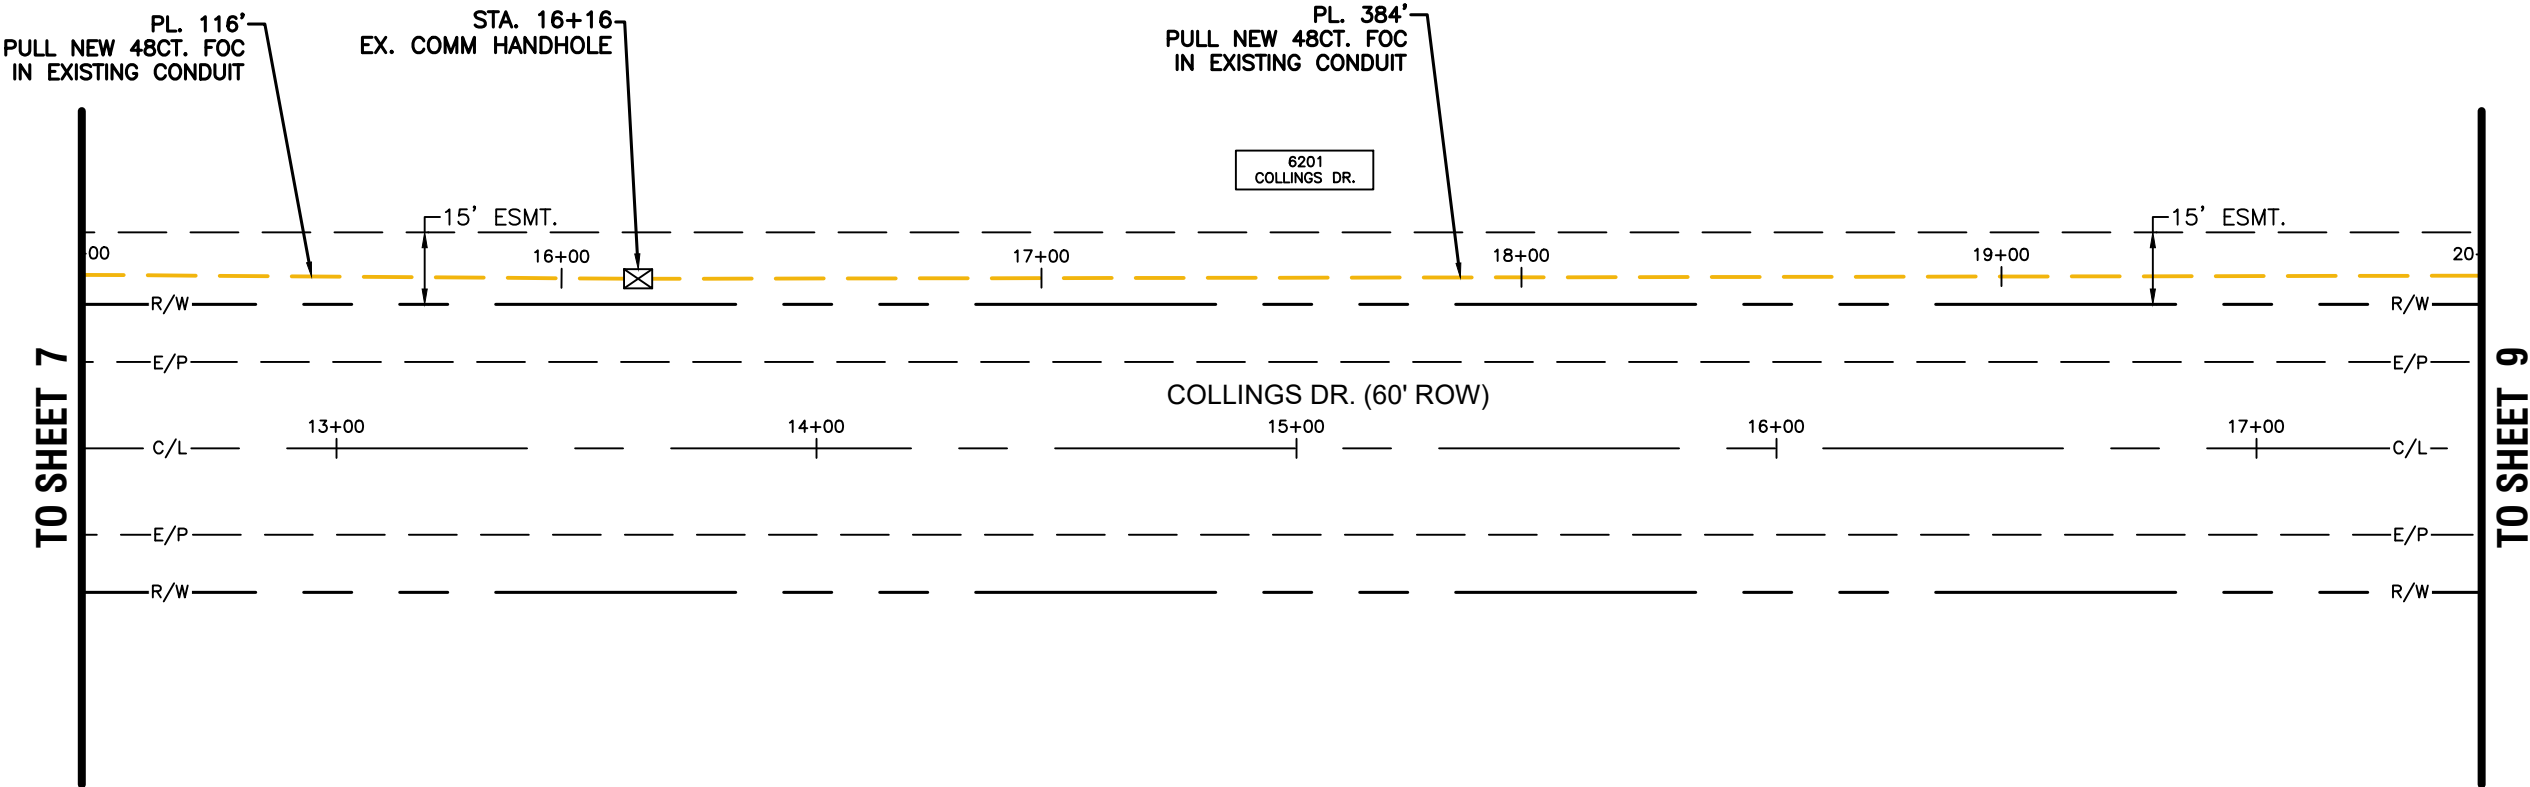 PL. 116'
PULL NEW 48CT. FOC
IN EXISTING CONDUIT
STA. 16+16
EX. COMM HANDHOLE
PL. 384'
PULL NEW 48CT. FOC
IN EXISTING CONDUIT
6201
COLLINGS DR.
15' ESMT.
15' ESMT.
00
16+00
17+00
18+00
19+00
20
R/W
R/W
E/P
E/P
COLLINGS DR. (60' ROW)
13+00
14+00
15+00
16+00
17+00
C/L
C/L
E/P
E/P
R/W
R/W
TO SHEET 7
TO SHEET 9